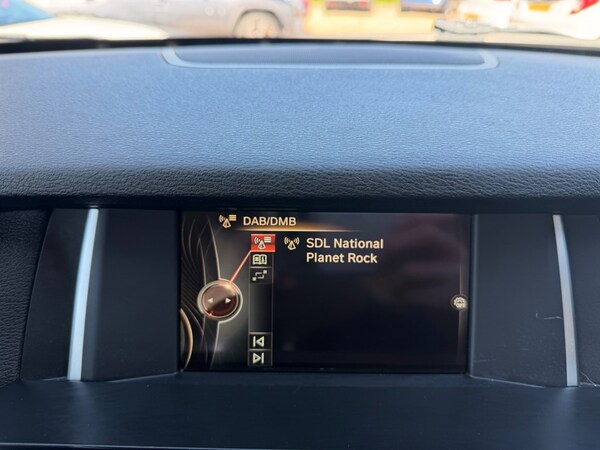 DAB/DMB
SDL National
Planet Rock